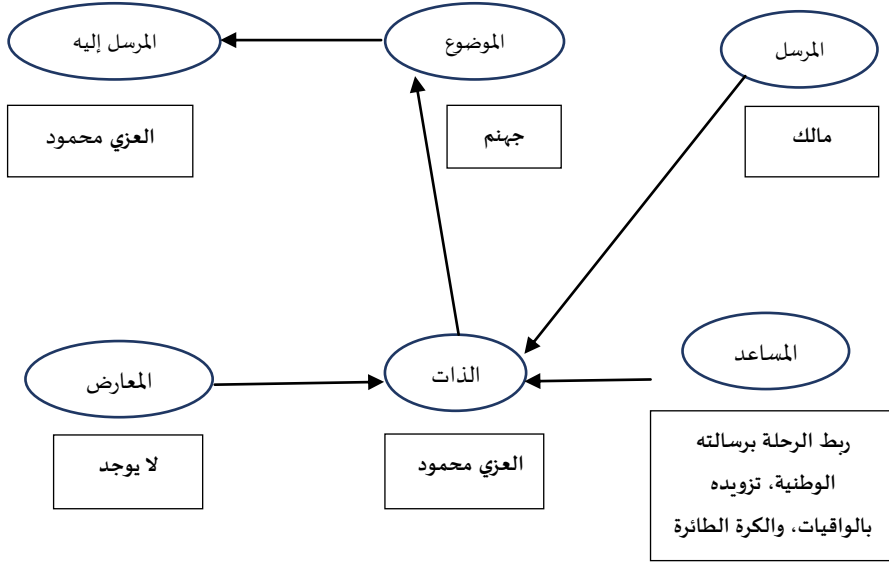 المرسل
الموضوع
المرسل إليه
مالك
جهنم
العزي محمود
المساعد
الذات
المعارض
ربط الرحلة برسالته
الوطنية، تزويده
بالواقيات، والكرة الطائرة
العزي محمود
لا يوجد